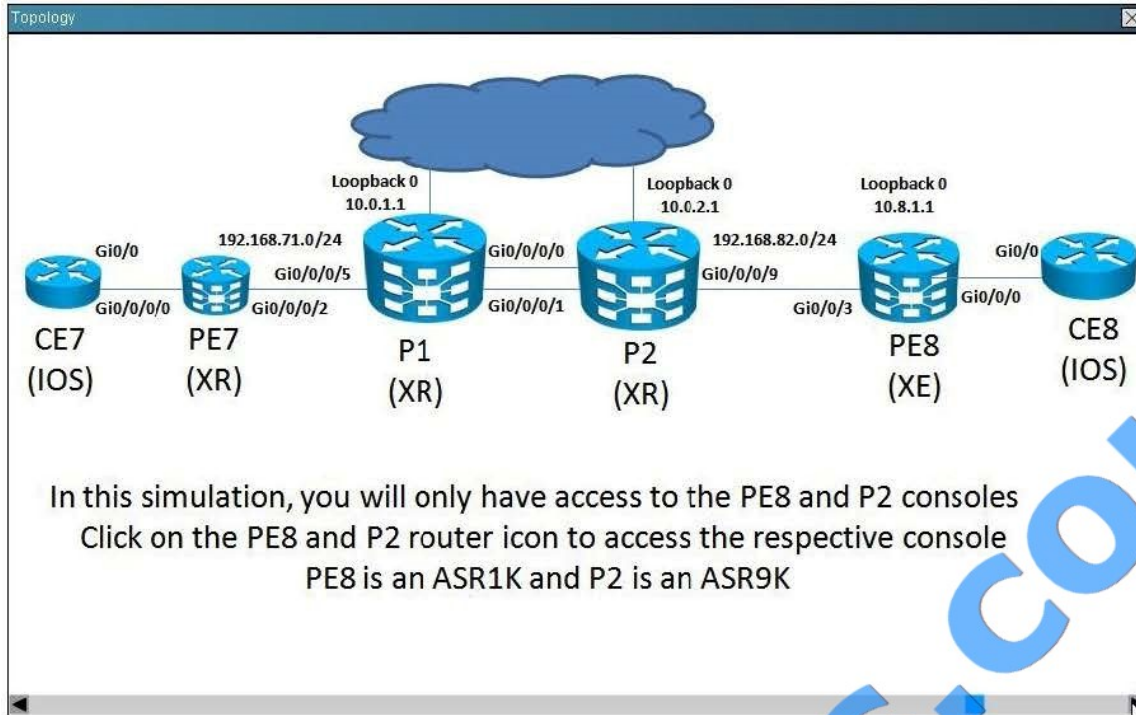 Topology
Loopback 0
10.0.1.1
Loopback 0
10.0.2.1
Loopback 0
10.8.1.1
Gi0/0
192.168.71.0/24
Gi0/0/0/0
192.168.82.0/24
Gi0/0
Gi0/0/0/5
Gi0/0/0/9
Gi0/0/0/0
Gi0/0/0/2
Gi0/0/0/1
Gi0/0/3
Gi0/0/0
CE7
(IOS)
PE7
(XR)
P1
(XR)
P2
(XR)
PE8
(XE)
CE8
(IOS)
In this simulation, you will only have access to the PE8 and P2 consoles
Click on the PE8 and P2 router icon to access the respective console
PE8 is an ASR1K and P2 is an ASR9K